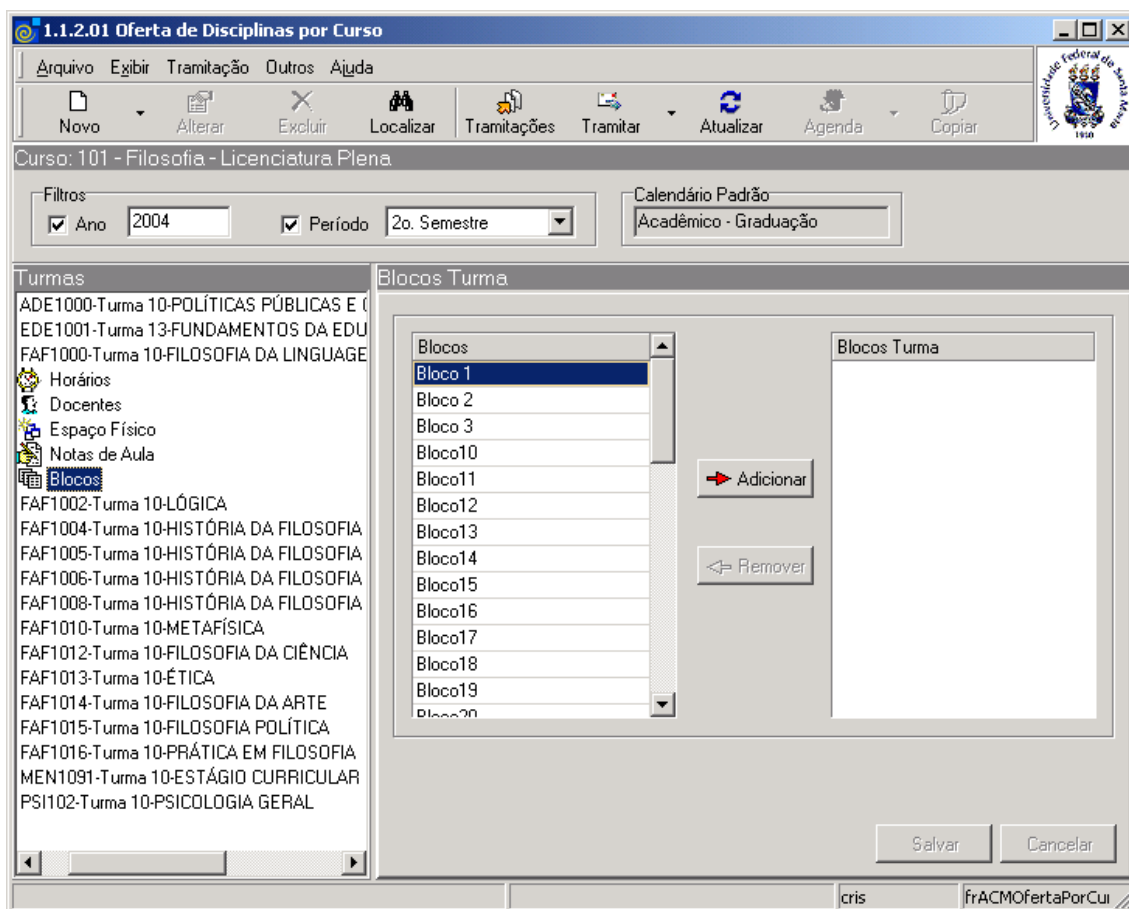 1.1.2.01 Oferta de Disciplinas por Curso
Arquivo Exibir Tramitação Outros Ajuda
Novo Alterar Excluir Localizar Tramitações Tramitar Atualizar Agenda Copiar
Universidade Federal de Santa Maria
1960
Curso: 101 - Filosofia - Licenciatura Plena
Filtros
Ano 2004 Período 2o. Semestre
Calendário Padrão
Acadêmico - Graduação
Turmas
ADE1000-Turma 10-POLÍTICAS PÚBLICAS E
EDE1001-Turma 13-FUNDAMENTOS DA EDU
FAF1000-Turma 10-FILOSOFIA DA LINGUAGE
Horários
Docentes
Espaço Físico
Notas de Aula
Blocos
FAF1002-Turma 10-LÓGICA
FAF1004-Turma 10-HISTÓRIA DA FILOSOFIA
FAF1005-Turma 10-HISTÓRIA DA FILOSOFIA
FAF1006-Turma 10-HISTÓRIA DA FILOSOFIA
FAF1008-Turma 10-HISTÓRIA DA FILOSOFIA
FAF1010-Turma 10-METAFÍSICA
FAF1012-Turma 10-FILOSOFIA DA CIÊNCIA
FAF1013-Turma 10-ÉTICA
FAF1014-Turma 10-FILOSOFIA DA ARTE
FAF1015-Turma 10-FILOSOFIA POLÍTICA
FAF1016-Turma 10-PRÁTICA EM FILOSOFIA
MEN1091-Turma 10-ESTÁGIO CURRICULAR
PSI102-Turma 10-PSICOLOGIA GERAL
Blocos Turma
Blocos
Bloco 1
Bloco 2
Bloco 3
Bloco10
Bloco11
Bloco12
Bloco13
Bloco14
Bloco15
Bloco16
Bloco17
Bloco18
Bloco19
Bloco20
Adicionar
Remover
Blocos Turma
Salvar Cancelar
cris frACMOfertaPorCur